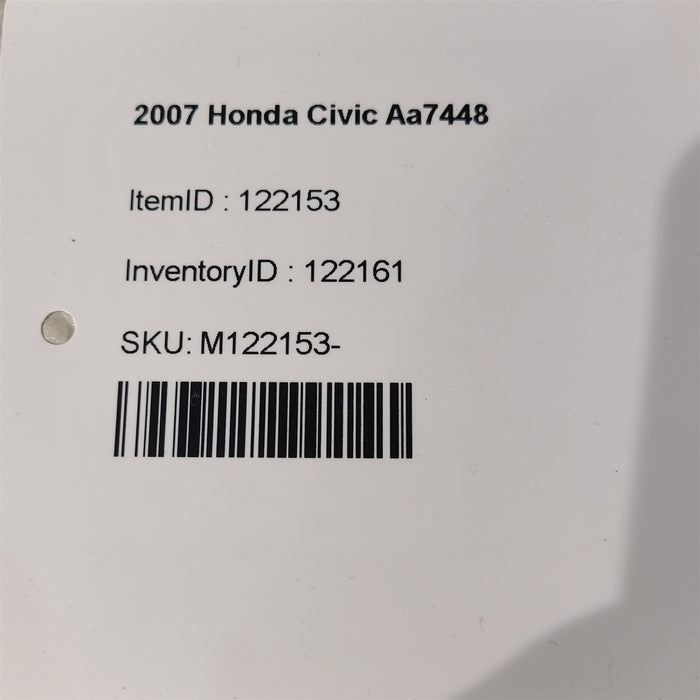 2007 Honda Civic Aa7448
ItemID : 122153
InventoryID : 122161
SKU: M122153-